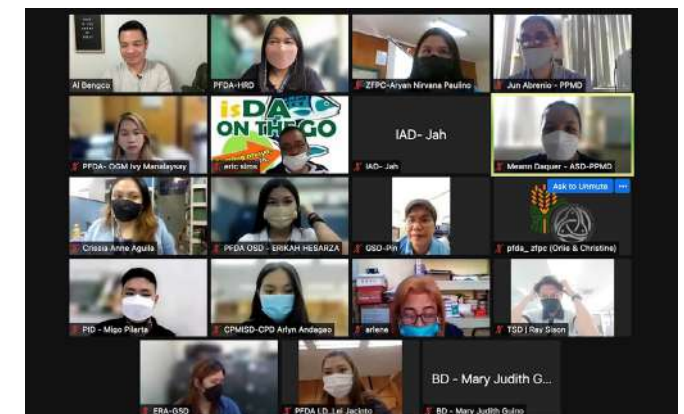 Al Bengco
PFDA-HRD
ZFPC-Aryan Nirvana Paulino
Jun Abrenio - PPMD
PFDA- OGM Ivy Manalaysay
isDA
ON THE GO
eric sims
IAD- Jah
IAD- Jah
Meann Daquer - ASD-PPMD
Crissia Anne Aguila
PFDA OSD - ERIKAH HESARZA
GSO-Pin
Ask to Unmute
pfda_ zfpc (Orlie & Christine)
PID - Migo Pilarta
CPMISD-CPD Arlyn Andagao
arlene
TSD | Ray Sison
ERA-GSD
PFDA LD_Lei Jacinto
BD - Mary Judith G...
BD - Mary Judith Guino